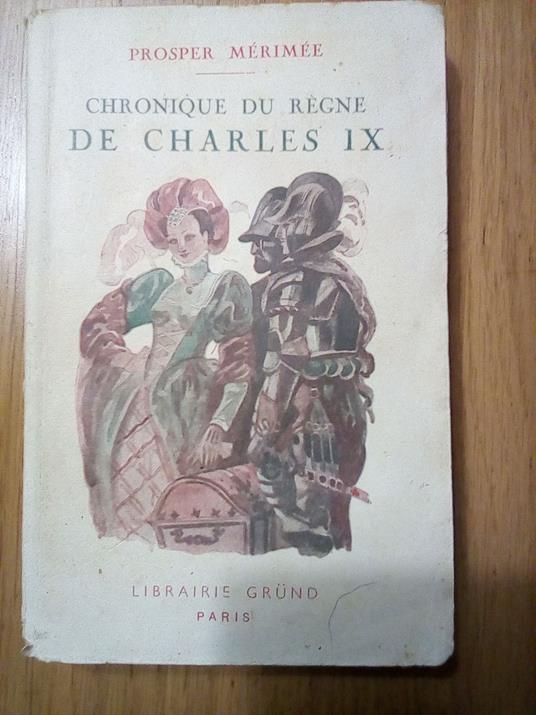 PROSPER MÉRIMÉE
CHRONIQUE DU RÈGNE
DE CHARLES IX
LIBRAIRIE GRÜND
PARIS